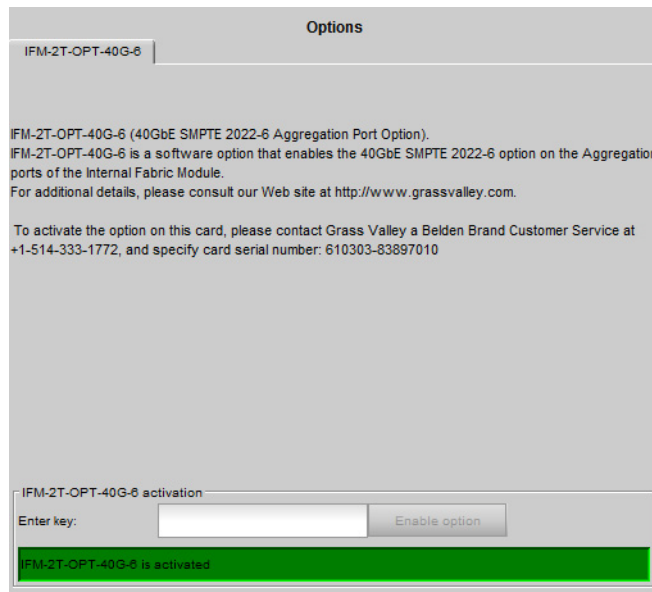 Options
IFM-2T-OPT-40G-6
IFM-2T-OPT-40G-6 (40GbE SMPTE 2022-6 Aggregation Port Option).
IFM-2T-OPT-40G-6 is a software option that enables the 40GbE SMPTE 2022-6 option on the Aggregation
ports of the Internal Fabric Module.
For additional details, please consult our Web site at http://www.grassvalley.com.
To activate the option on this card, please contact Grass Valley a Belden Brand Customer Service at
+1-514-333-1772, and specify card serial number: 610303-83897010
IFM-2T-OPT-40G-6 activation
Enter key:
Enable option
IFM-2T-OPT-40G-6 is activated